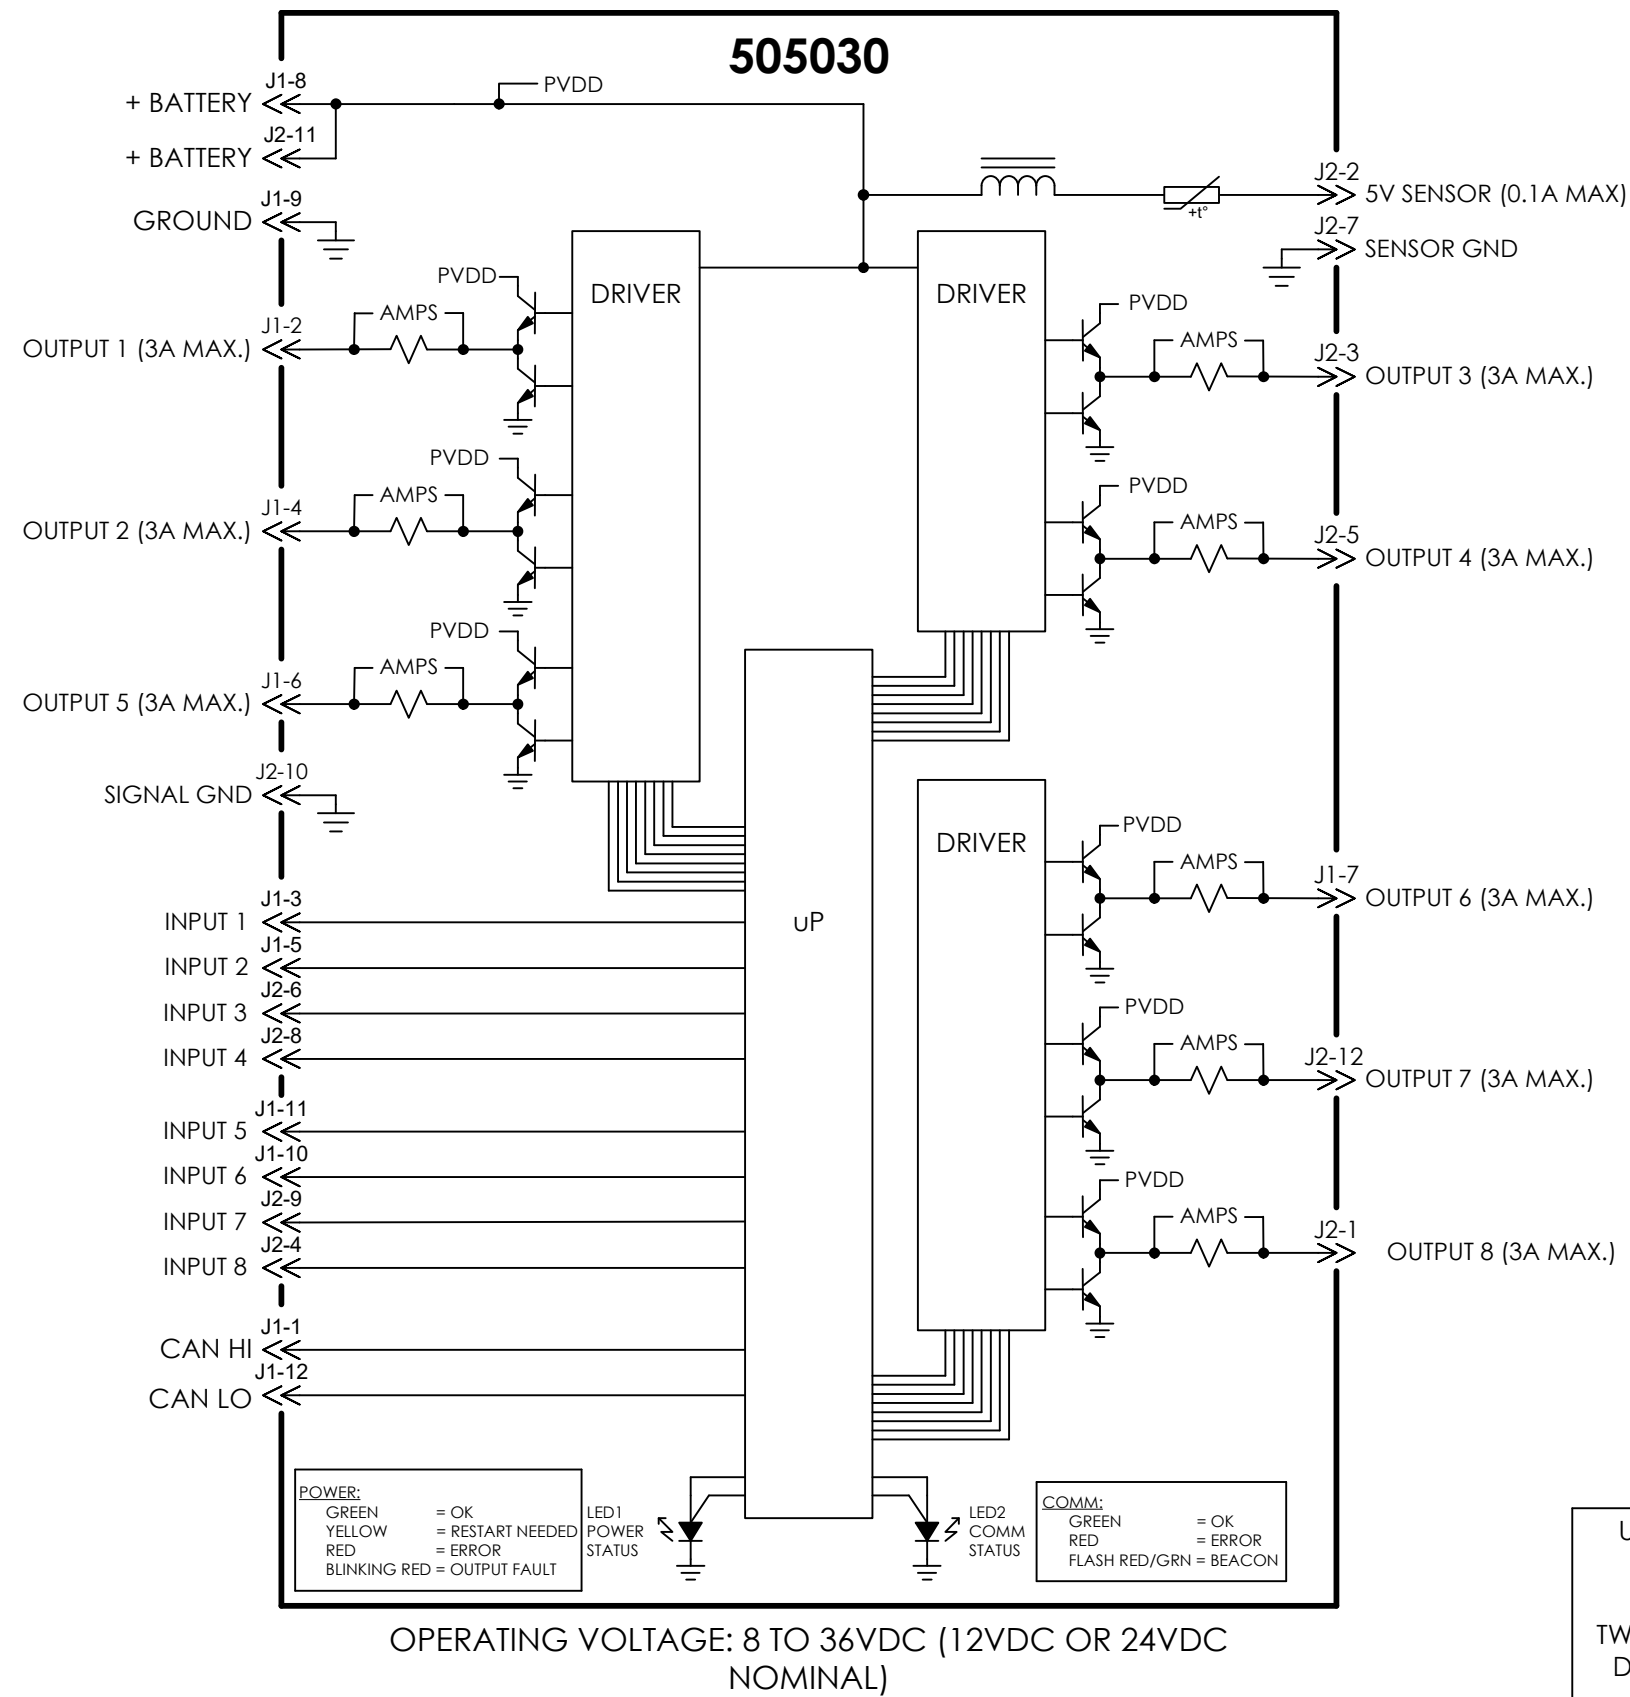 505030
J1-8
+ BATTERY
PVDD
J2-11
+ BATTERY
J1-9
GROUND
J2-2
5V SENSOR (0.1A MAX)
+t°
J2-7
SENSOR GND
DRIVER
PVDD
AMPS
J1-2
OUTPUT 1 (3A MAX.)
PVDD
AMPS
J1-4
OUTPUT 2 (3A MAX.)
PVDD
AMPS
J1-6
OUTPUT 5 (3A MAX.)
DRIVER
PVDD
AMPS
J2-3
OUTPUT 3 (3A MAX.)
PVDD
AMPS
J2-5
OUTPUT 4 (3A MAX.)
J2-10
SIGNAL GND
uP
DRIVER
PVDD
AMPS
J1-7
OUTPUT 6 (3A MAX.)
PVDD
AMPS
J2-12
OUTPUT 7 (3A MAX.)
PVDD
AMPS
J2-1
OUTPUT 8 (3A MAX.)
J1-3
INPUT 1
J1-5
INPUT 2
J2-6
INPUT 3
J2-8
INPUT 4
J1-11
INPUT 5
J1-10
INPUT 6
J2-9
INPUT 7
J2-4
INPUT 8
J1-1
CAN HI
J1-12
CAN LO
POWER:
GREEN = OK
YELLOW = RESTART NEEDED
RED = ERROR
BLINKING RED = OUTPUT FAULT
LED1
POWER
STATUS
LED2
COMM
STATUS
COMM:
GREEN = OK
RED = ERROR
FLASH RED/GRN = BEACON
OPERATING VOLTAGE: 8 TO 36VDC (12VDC OR 24VDC
NOMINAL)